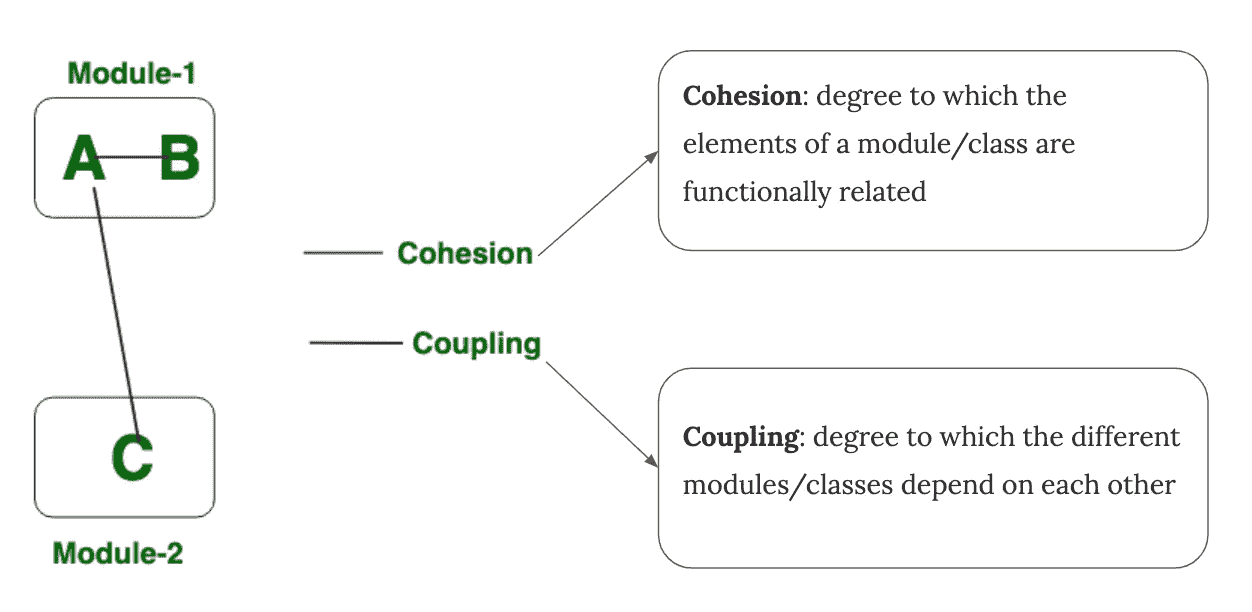 Module-1
A B
C
Module-2
Cohesion
Coupling
Cohesion: degree to which the
elements of a module/class are
functionally related
Coupling: degree to which the different
modules/classes depend on each other